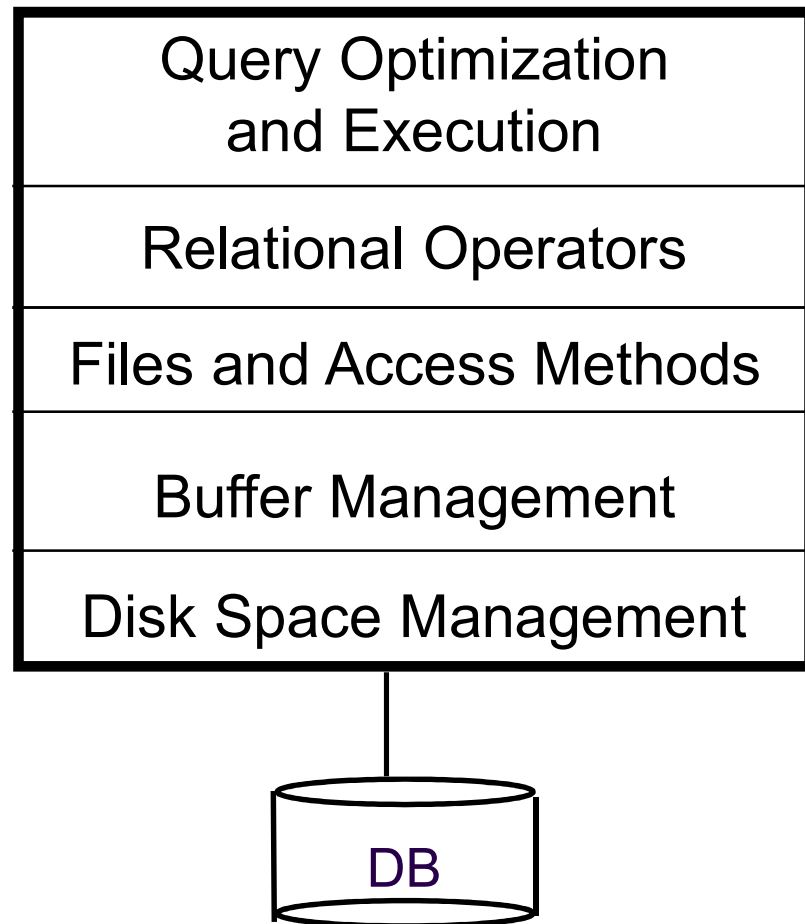 Query Optimization
and Execution
Relational Operators
Files and Access Methods
Buffer Management
Disk Space Management
DB